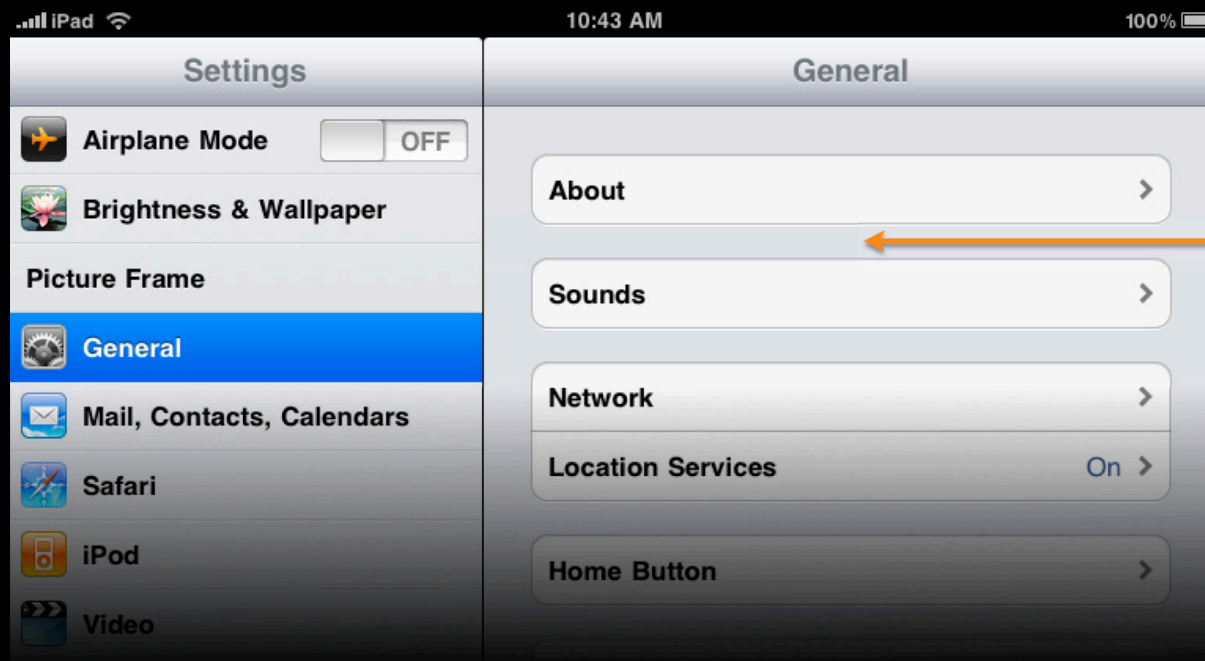 iPad 10:43 AM 100%
Settings
Airplane Mode OFF
Brightness & Wallpaper
Picture Frame
General
Mail, Contacts, Calendars
Safari
iPod
Video
General
About
Sounds
Network
Location Services On
Home Button